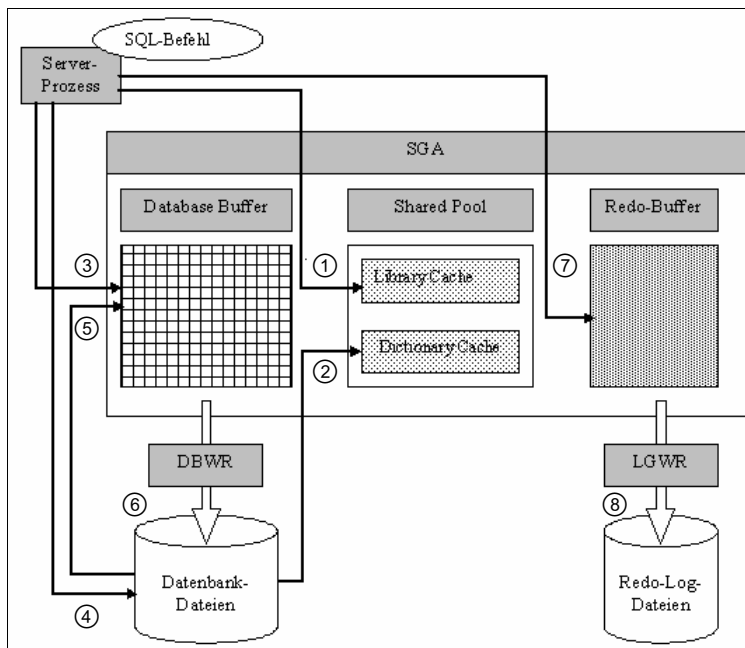 SQL-Befehl
Server-
Prozess
SGA
Database Buffer
Shared Pool
Redo-Buffer
③
①
⑦
Library Cache
⑤
Dictionary Cache
②
DBWR
LGWR
⑥
⑧
Datenbank-
Dateien
Redo-Log-
Dateien
④